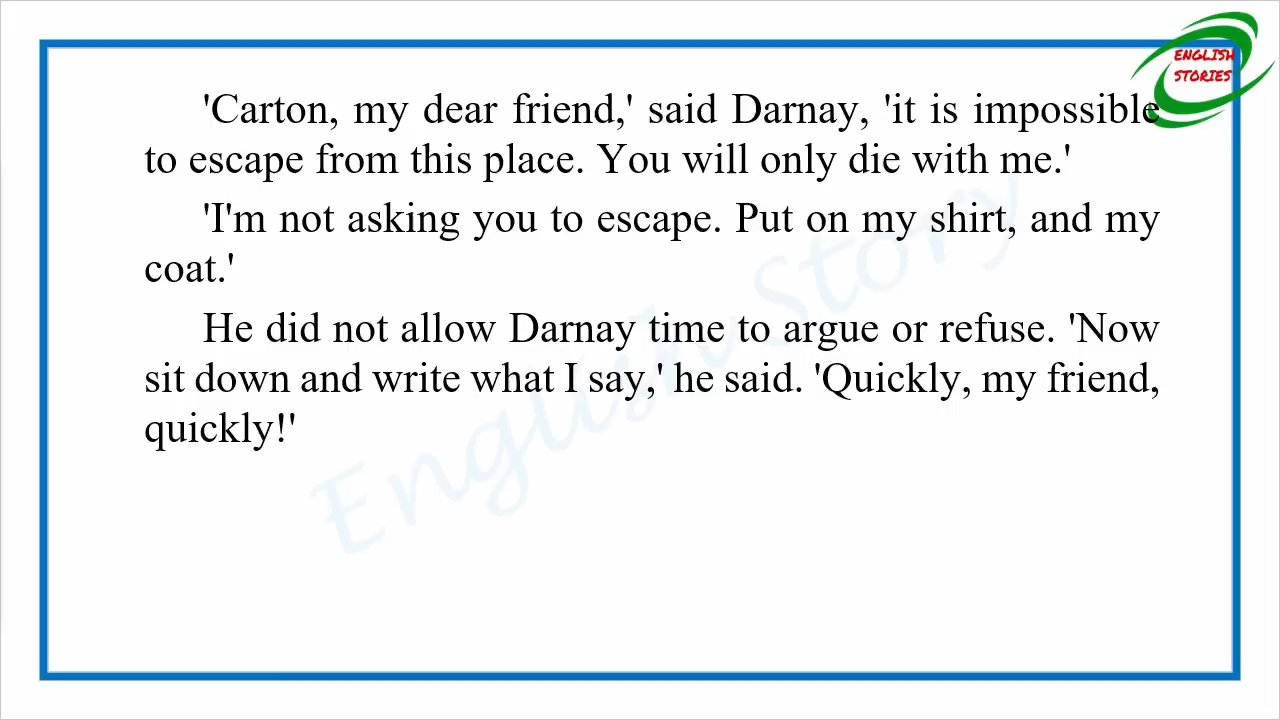 ENGLISH
STORIES
'Carton, my dear friend,' said Darnay, 'it is impossible
to escape from this place. You will only die with me.'
'I'm not asking you to escape. Put on my shirt, and my
coat.'
He did not allow Darnay time to argue or refuse. 'Now
sit down and write what I say,' he said. 'Quickly, my friend,
quickly!'
English Story